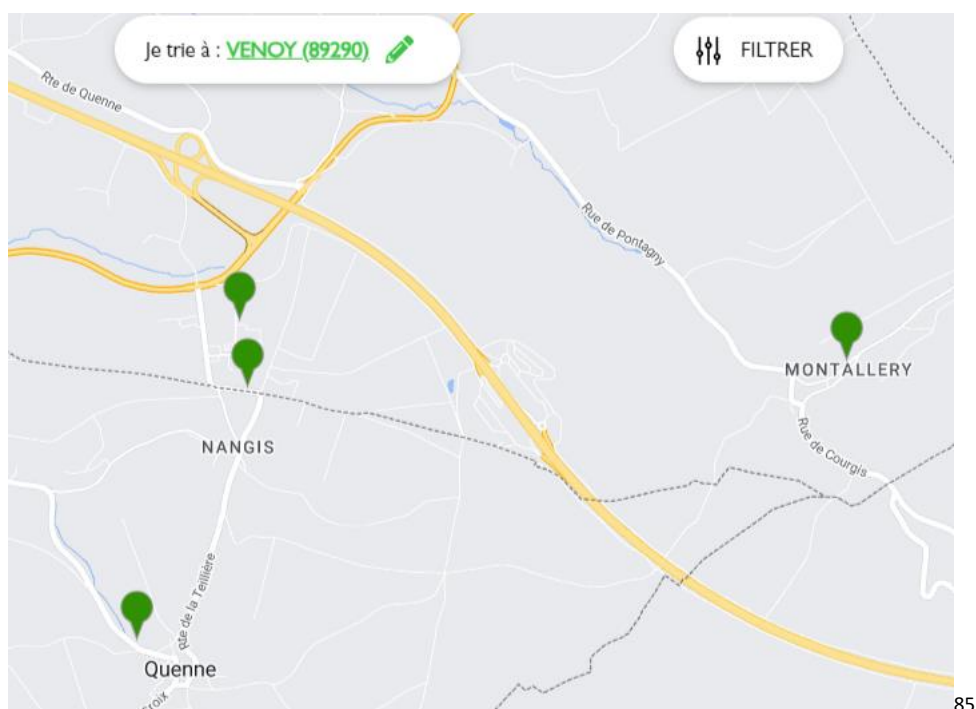 Je trie à : VENOY (89290)
FILTRER
Rte de Quenne
Rue de Pontagny
MONTALLERY
NANGIS
Rue de Courgis
Rte de la Teillière
Quenne
Croix
85